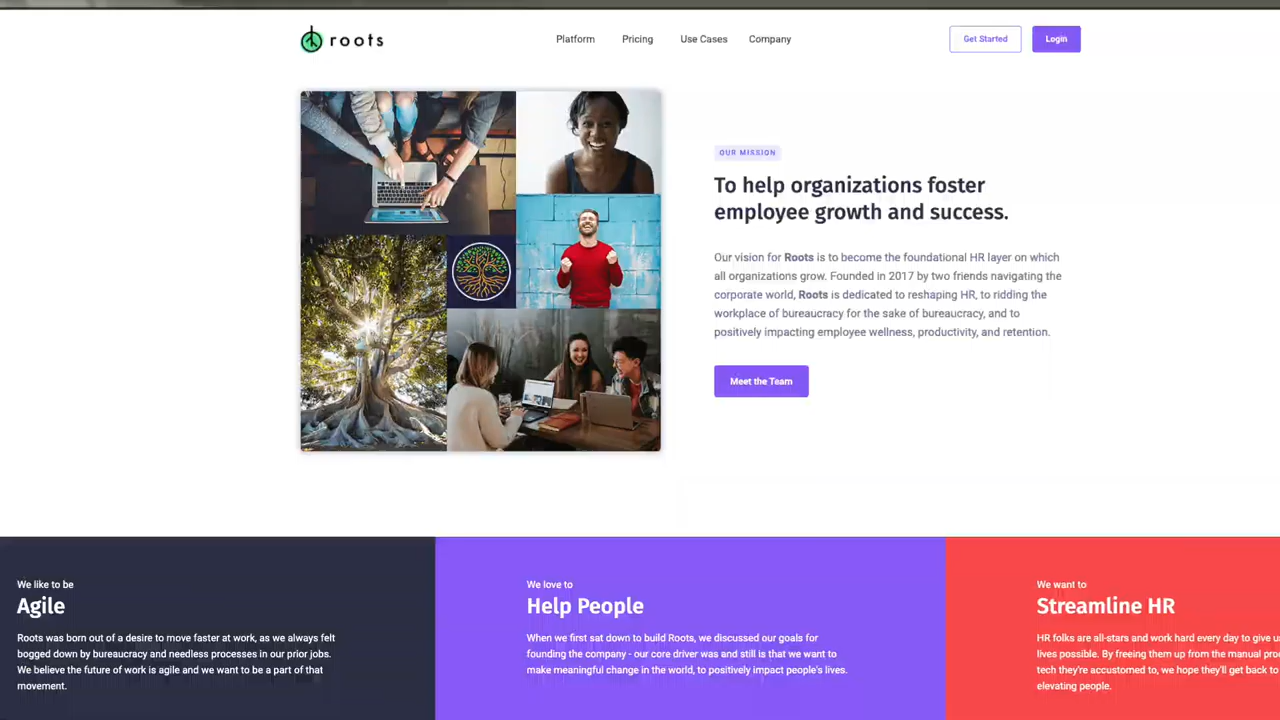 roots
Platform
Pricing
Use Cases
Company
Get Started
Login
OUR MISSION
To help organizations foster
employee growth and success.
Our vision for Roots is to become the foundational HR layer on which
all organizations grow. Founded in 2017 by two friends navigating the
corporate world, Roots is dedicated to reshaping HR, to ridding the
workplace of bureaucracy for the sake of bureaucracy, and to
positively impacting employee wellness, productivity, and retention.
Meet the Team
We like to be
Agile
Roots was born out of a desire to move faster at work, as we always felt
bogged down by bureaucracy and needless processes in our prior jobs.
We believe the future of work is agile and we want to be a part of that
movement.
We love to
Help People
When we first sat down to build Roots, we discussed our goals for
founding the company - our core driver was and still is that we want to
make meaningful change in the world, to positively impact people's lives.
We want to
Streamline HR
HR folks are all-stars and work hard every day to give
lives possible. By freeing them up from the manual
tech they're accustomed to, we hope they'll get back to
elevating people.